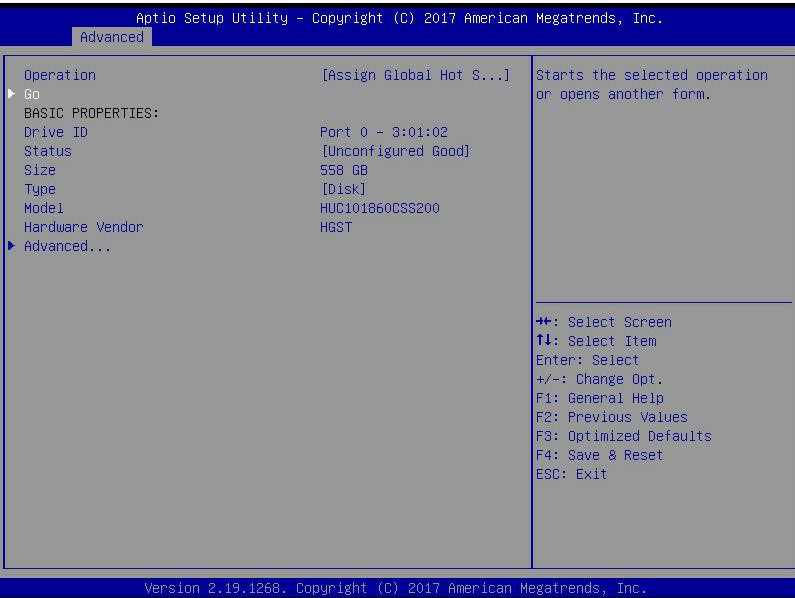 Aptio Setup Utility – Copyright (C) 2017 American Megatrends, Inc.
Advanced
Operation [Assign Global Hot S...]
Go
BASIC PROPERTIES:
Drive ID Port 0 – 3:01:02
Status [Unconfigured Good]
Size 558 GB
Type [Disk]
Model HUC101860CSS200
Hardware Vendor HGST
Advanced...
Starts the selected operation
or opens another form.
→←: Select Screen
↑↓: Select Item
Enter: Select
+/-: Change Opt.
F1: General Help
F2: Previous Values
F3: Optimized Defaults
F4: Save & Reset
ESC: Exit
Version 2.19.1268. Copyright (C) 2017 American Megatrends, Inc.